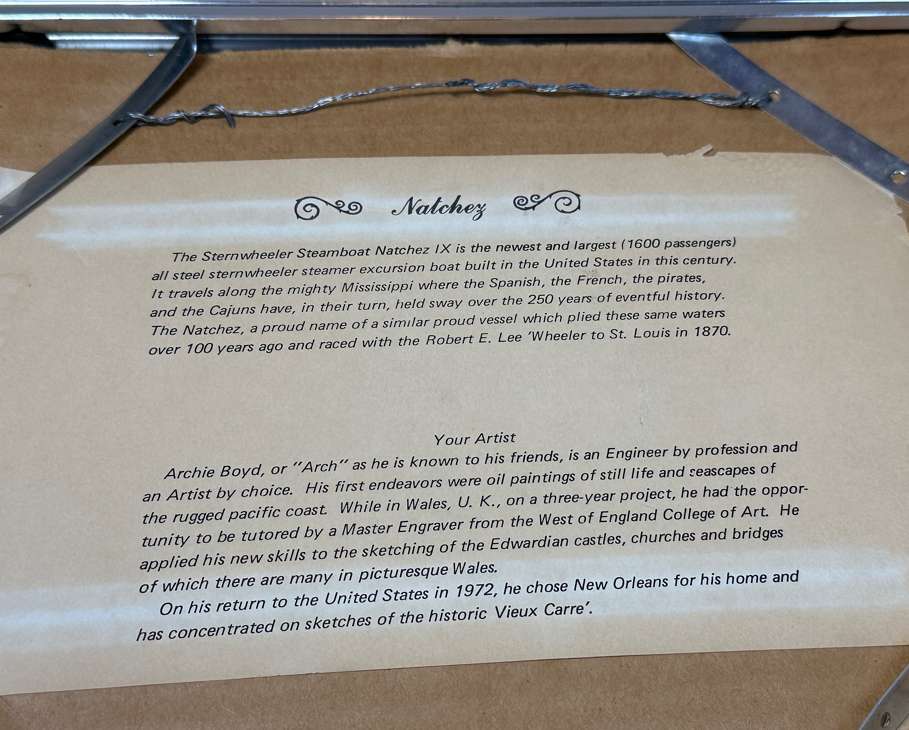 Natchez
The Sternwheeler Steamboat Natchez IX is the newest and largest (1600 passengers)
all steel sternwheeler steamer excursion boat built in the United States in this century.
It travels along the mighty Mississippi where the Spanish, the French, the pirates,
and the Cajuns have, in their turn, held sway over the 250 years of eventful history.
The Natchez, a proud name of a similar proud vessel which plied these same waters
over 100 years ago and raced with the Robert E. Lee 'Wheeler to St. Louis in 1870.
Your Artist
Archie Boyd, or "Arch" as he is known to his friends, is an Engineer by profession and
an Artist by choice. His first endeavors were oil paintings of still life and seascapes of
the rugged pacific coast. While in Wales, U. K., on a three-year project, he had the oppor-
tunity to be tutored by a Master Engraver from the West of England College of Art. He
applied his new skills to the sketching of the Edwardian castles, churches and bridges
of which there are many in picturesque Wales.
On his return to the United States in 1972, he chose New Orleans for his home and
has concentrated on sketches of the historic 'Vieux Carre'.